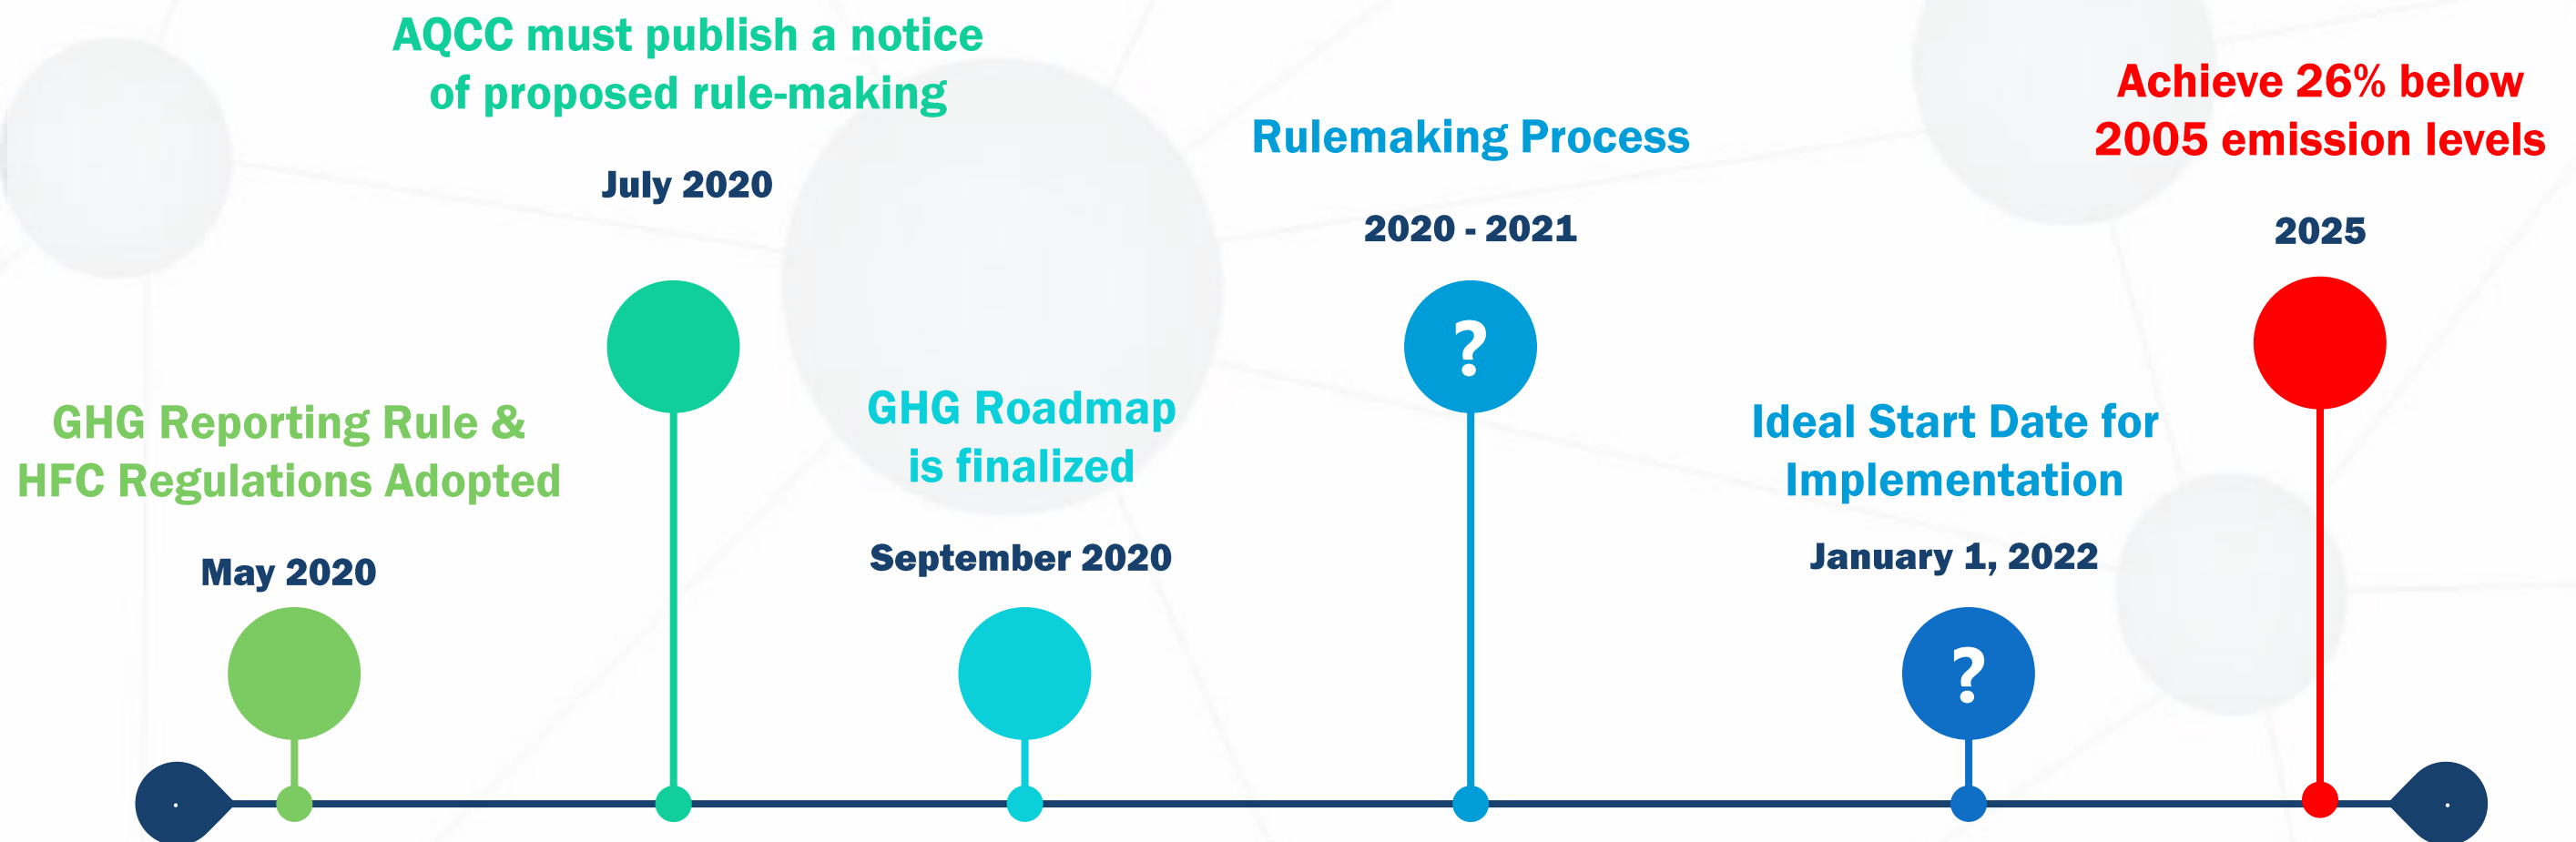 AQCC must publish a notice
of proposed rule-making
July 2020
GHG Reporting Rule &
HFC Regulations Adopted
May 2020
GHG Roadmap
is finalized
September 2020
Rulemaking Process
2020 - 2021
?
Ideal Start Date for
Implementation
January 1, 2022
?
Achieve 26% below
2005 emission levels
2025